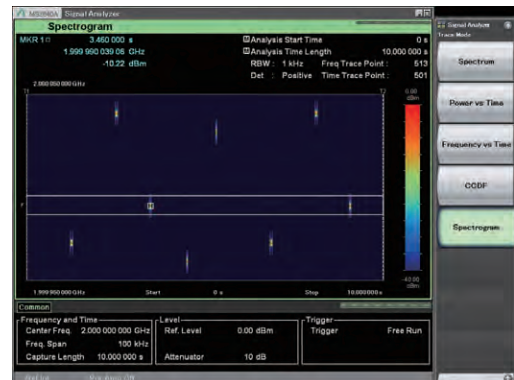 MS2690A Signal Analyzer
Spectrogram
MKR 1
3.460 000 s
1.999 990 039 06 GHz
-10.22 dBm
Analysis Start Time 0 s
Analysis Time Length 10.000 000 s
RBW : 1 kHz Freq Trace Point : 513
Det : Positive Time Trace Point : 501
2.000 050 000 GHz
T1
T2
0.00
dBm
F
1
-40.00
dBm
1.999 950 000 GHz Start 0 s Stop 10.000000 s
Common
Frequency and Time
Center Freq. 2.000 000 000 GHz
Freq. Span 100 kHz
Capture Length 10.000 000 s
Level
Ref. Level 0.00 dBm
Attenuator 10 dB
Trigger
Trigger Free Run
Signal Analyzer
Trace Mode
Spectrum
Power vs Time
Frequency vs Time
CCDF
Spectrogram